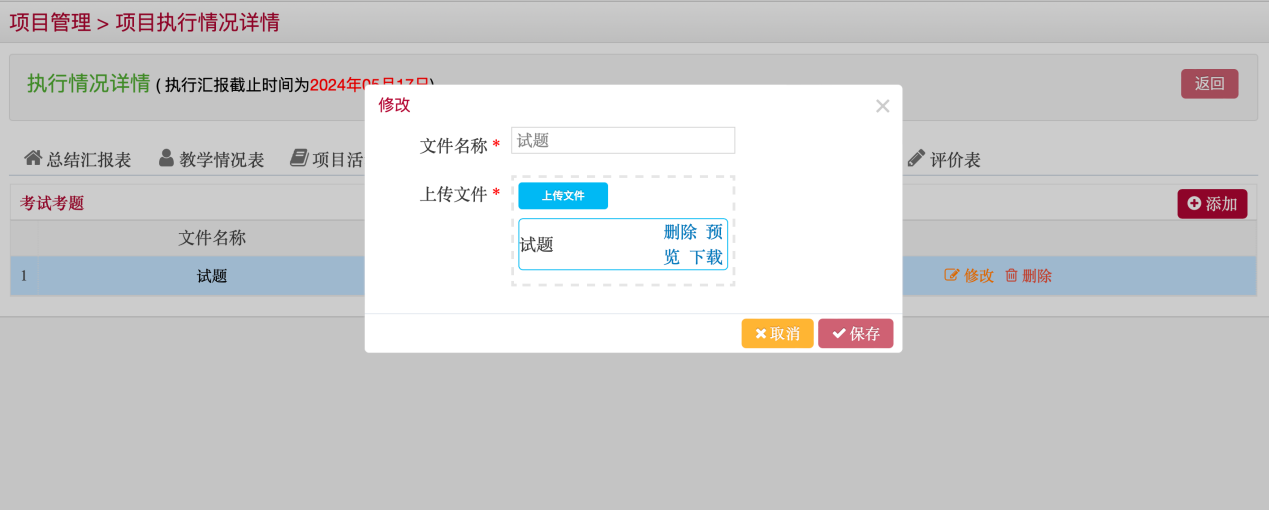 项目管理 > 项目执行情况详情
执行情况详情 ( 执行汇报截止时间为2024年05月17日)
返回
修改
文件名称 * 试题
总结汇报表 教学情况表 项目活
评价表
上传文件 * 上传文件
考试考题
添加
文件名称
试题 删除 预
览 下载
1 试题 修改 删除
取消 保存